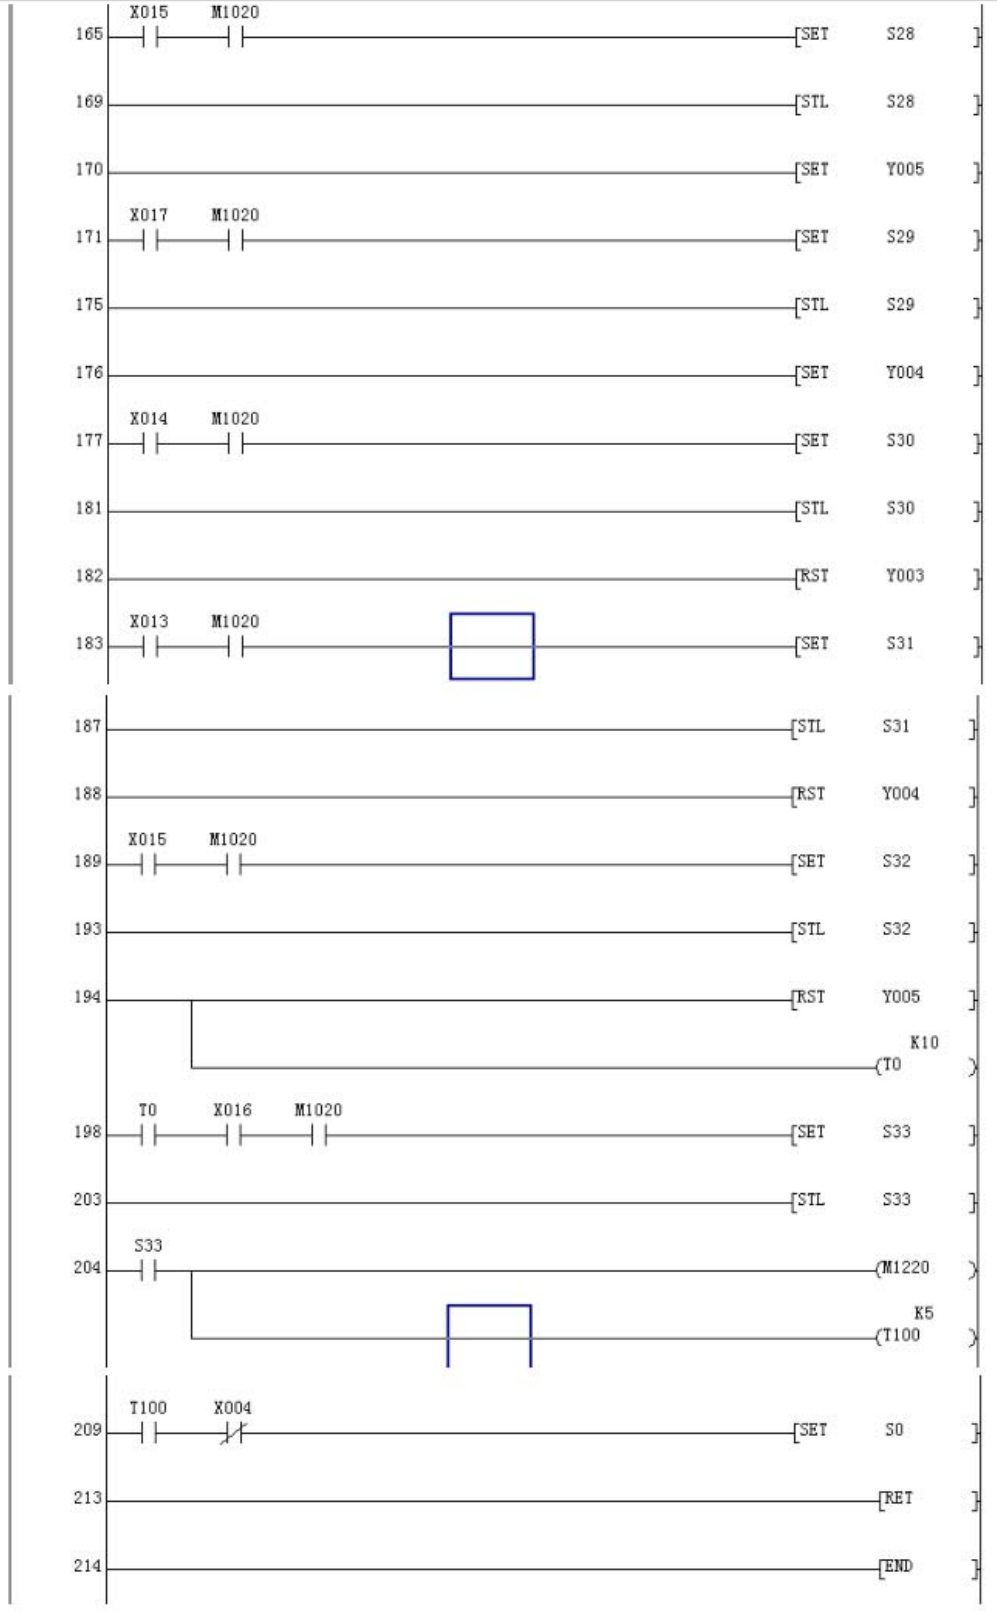 X015 M1020
165 [SET S28 ]
169 [STL S28 ]
170 [SET Y005 ]
X017 M1020
171 [SET S29 ]
175 [STL S29 ]
176 [SET Y004 ]
X014 M1020
177 [SET S30 ]
181 [STL S30 ]
182 [RST Y003 ]
X013 M1020
183 [SET S31 ]
187 [STL S31 ]
188 [RST Y004 ]
X015 M1020
189 [SET S32 ]
193 [STL S32 ]
194 [RST Y005 ]
K10
(T0 )
T0 X016 M1020
198 [SET S33 ]
203 [STL S33 ]
S33
204 (M1220 )
K5
(T100 )
T100 X004
209 [SET S0 ]
213 [RET ]
214 [END ]